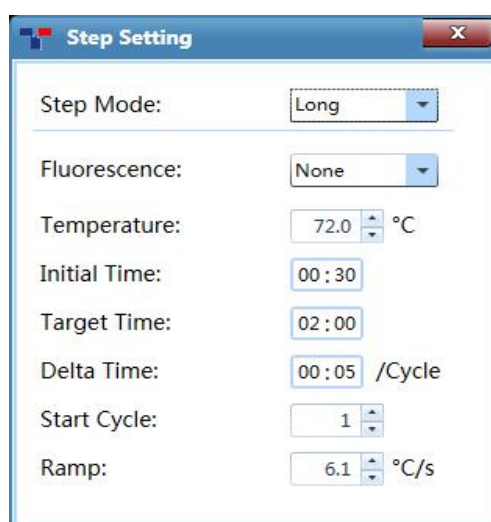 Step Setting
Step Mode: Long
Fluorescence: None
Temperature: 72.0 °C
Initial Time: 00:30
Target Time: 02:00
Delta Time: 00:05 /Cycle
Start Cycle: 1
Ramp: 6.1 °C/s